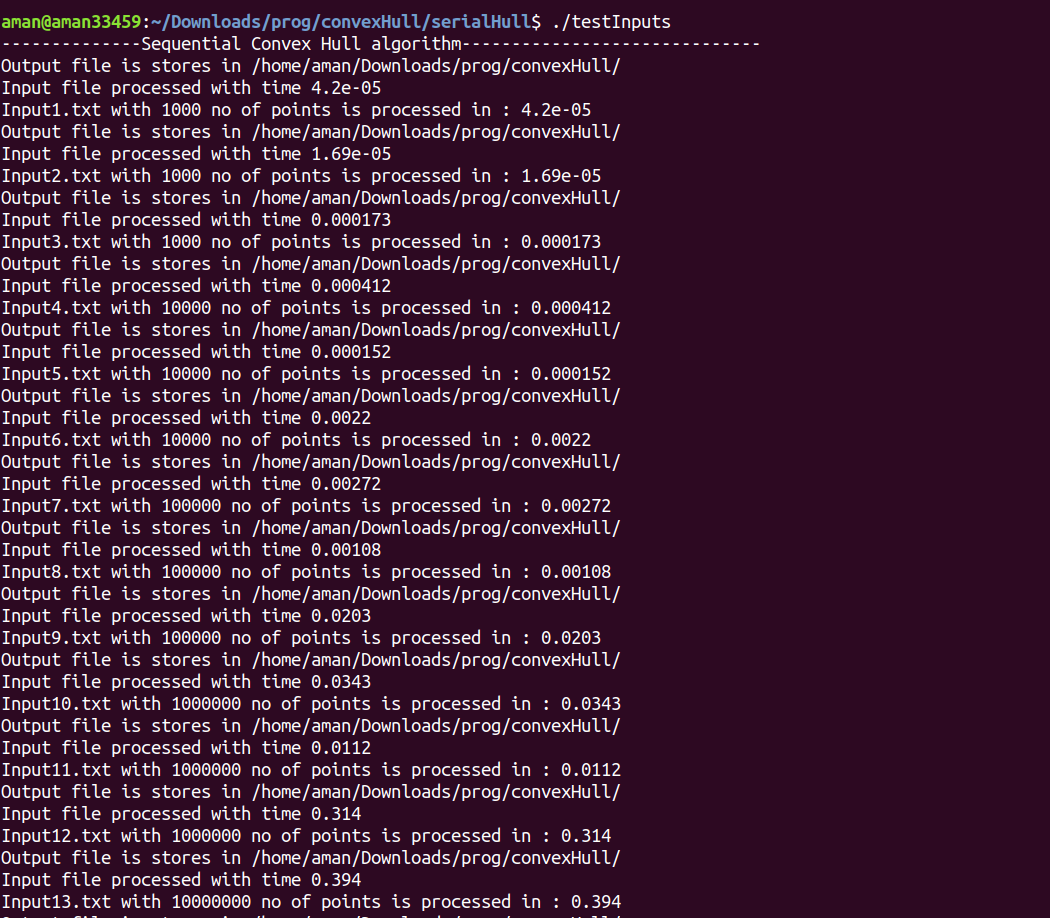 aman@aman33459:~/Downloads/prog/convexHull/serialHull$ ./testInputs
--------------Sequential Convex Hull algorithm------------------------------
Output file is stores in /home/aman/Downloads/prog/convexHull/
Input file processed with time 4.2e-05
Input1.txt with 1000 no of points is processed in : 4.2e-05
Output file is stores in /home/aman/Downloads/prog/convexHull/
Input file processed with time 1.69e-05
Input2.txt with 1000 no of points is processed in : 1.69e-05
Output file is stores in /home/aman/Downloads/prog/convexHull/
Input file processed with time 0.000173
Input3.txt with 1000 no of points is processed in : 0.000173
Output file is stores in /home/aman/Downloads/prog/convexHull/
Input file processed with time 0.000412
Input4.txt with 10000 no of points is processed in : 0.000412
Output file is stores in /home/aman/Downloads/prog/convexHull/
Input file processed with time 0.000152
Input5.txt with 10000 no of points is processed in : 0.000152
Output file is stores in /home/aman/Downloads/prog/convexHull/
Input file processed with time 0.0022
Input6.txt with 10000 no of points is processed in : 0.0022
Output file is stores in /home/aman/Downloads/prog/convexHull/
Input file processed with time 0.00272
Input7.txt with 100000 no of points is processed in : 0.00272
Output file is stores in /home/aman/Downloads/prog/convexHull/
Input file processed with time 0.00108
Input8.txt with 100000 no of points is processed in : 0.00108
Output file is stores in /home/aman/Downloads/prog/convexHull/
Input file processed with time 0.0203
Input9.txt with 100000 no of points is processed in : 0.0203
Output file is stores in /home/aman/Downloads/prog/convexHull/
Input file processed with time 0.0343
Input10.txt with 1000000 no of points is processed in : 0.0343
Output file is stores in /home/aman/Downloads/prog/convexHull/
Input file processed with time 0.0112
Input11.txt with 1000000 no of points is processed in : 0.0112
Output file is stores in /home/aman/Downloads/prog/convexHull/
Input file processed with time 0.314
Input12.txt with 1000000 no of points is processed in : 0.314
Output file is stores in /home/aman/Downloads/prog/convexHull/
Input file processed with time 0.394
Input13.txt with 10000000 no of points is processed in : 0.394